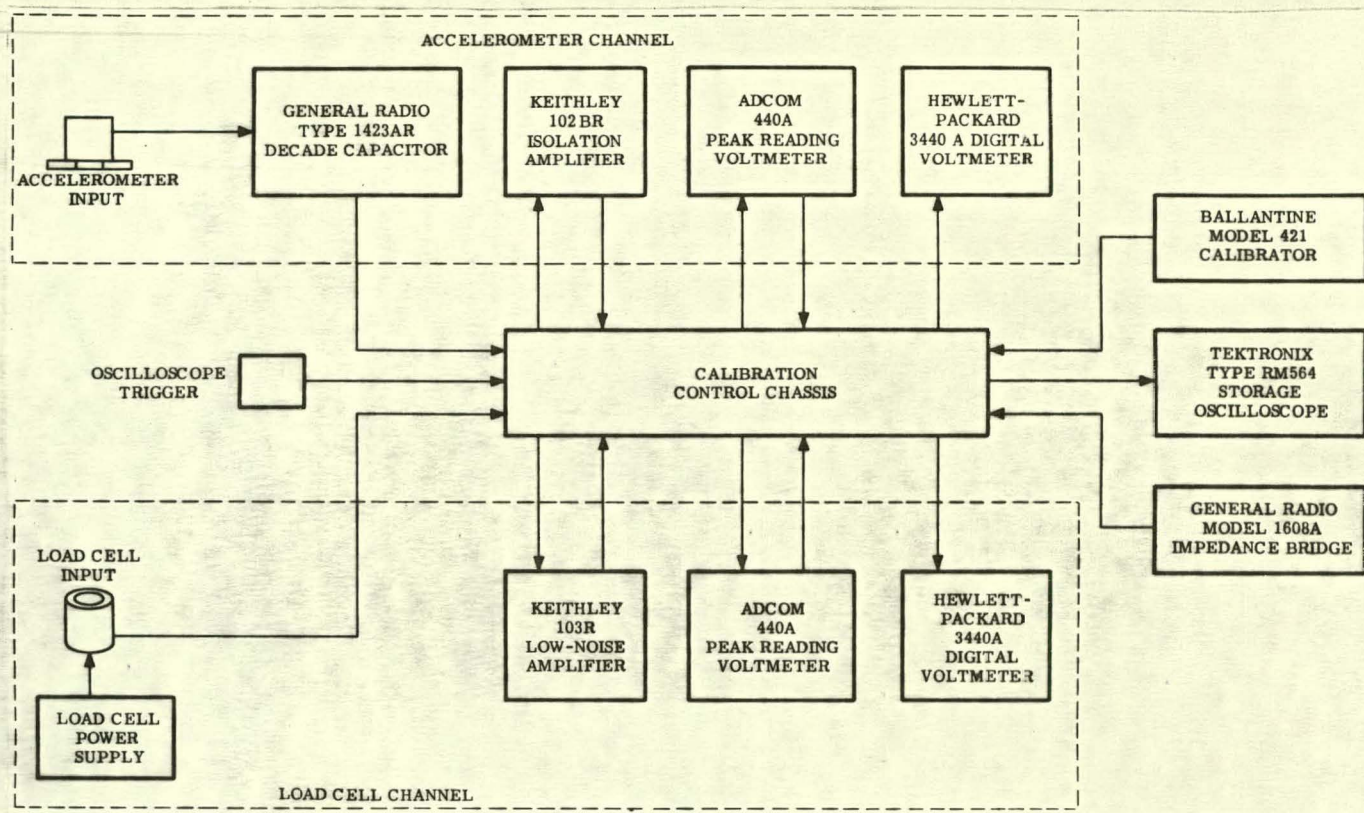 ACCELEROMETER CHANNEL
GENERAL RADIO
TYPE 1423AR
DECADE CAPACITOR
KEITHLEY
102BR
ISOLATION
AMPLIFIER
ADCOM
440A
PEAK READING
VOLTMETER
HEWLETT-
PACKARD
3440 A DIGITAL
VOLTMETER
ACCELEROMETER
INPUT
BALLANTINE
MODEL 421
CALIBRATOR
OSCILLOSCOPE
TRIGGER
CALIBRATION
CONTROL CHASSIS
TEKTRONIX
TYPE RM564
STORAGE
OSCILLOSCOPE
GENERAL RADIO
MODEL 1608A
IMPEDANCE BRIDGE
LOAD CELL
INPUT
KEITHLEY
103R
LOW-NOISE
AMPLIFIER
ADCOM
440A
PEAK READING
VOLTMETER
HEWLETT-
PACKARD
3440A
DIGITAL
VOLTMETER
LOAD CELL
POWER
SUPPLY
LOAD CELL CHANNEL